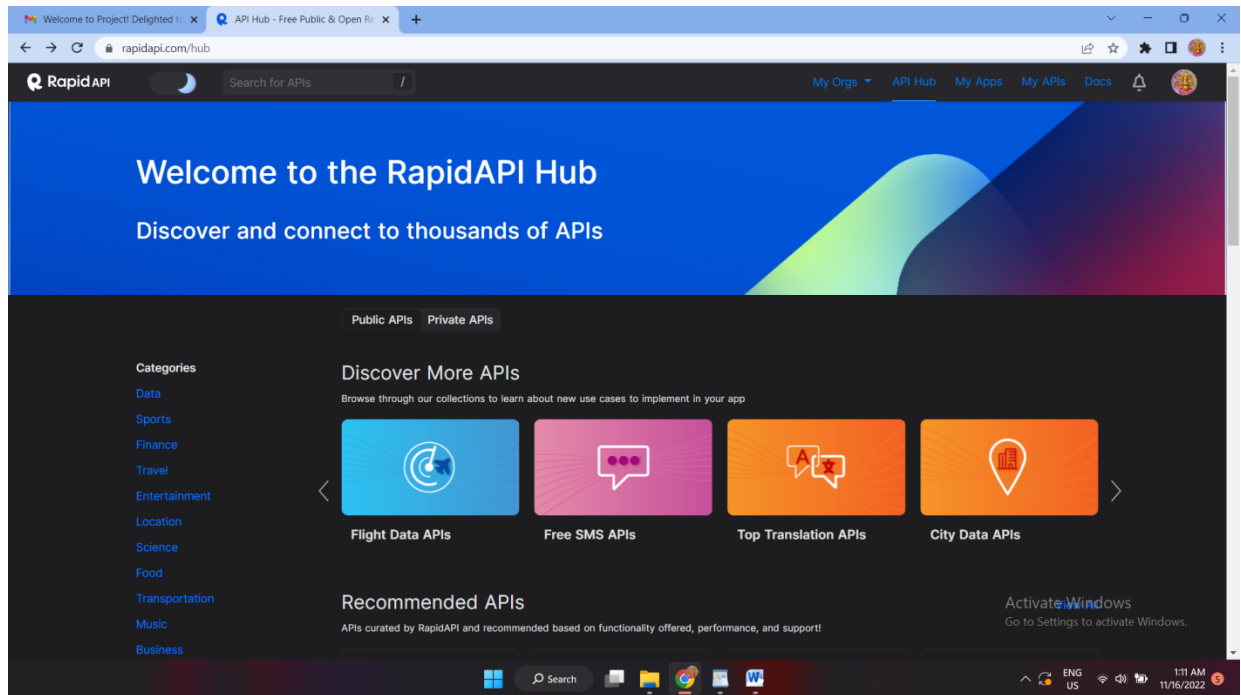 Welcome to Project! Delighted to
API Hub - Free Public & Open Re
rapidapi.com/hub
Rapid API
Search for APIs
/
My Orgs
API Hub
My Apps
My APIs
Docs
Welcome to the RapidAPI Hub
Discover and connect to thousands of APIs
Public APIs
Private APIs
Categories
Data
Sports
Finance
Travel
Entertainment
Location
Science
Food
Transportation
Music
Business
Discover More APIs
Browse through our collections to learn about new use cases to implement in your app
A 文
Flight Data APIs
Free SMS APIs
Top Translation APIs
City Data APIs
Recommended APIs
View All
APIs curated by RapidAPI and recommended based on functionality offered, performance, and support!
Activate Windows
Go to Settings to activate Windows.
Search
W
ENG
US
1:11 AM
11/16/2022
5